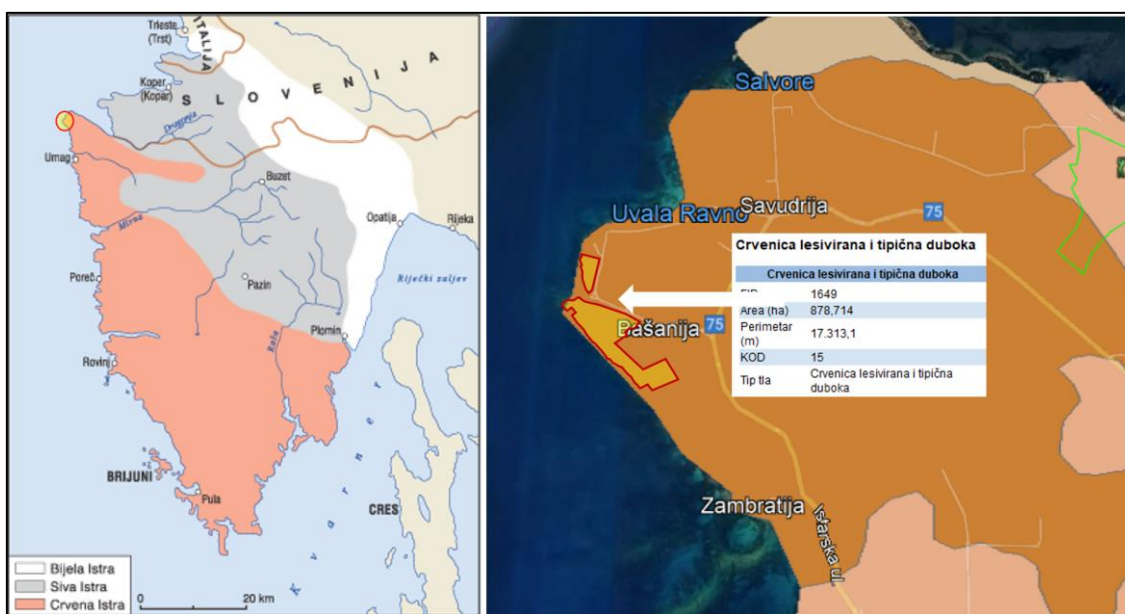 Trieste
(Trst)
ITALIJA
Koper
(Kopar)
SLOVENIJA
Dragonja
Umag
Buzet
Mirna
Opatija
Rijeka
Poreč
Pazin
Riječki zaljev
Plomin
Raša
Rovinj
BRIJUNI
Pula
CRES
Kvarner
Bijela Istra
Siva Istra
Crvena Istra
0 20 km
Salvore
Uvala Ravno
Savudrija
75
Bašanija
75
Zambratija
Istarska ul.
Crvenica lesivirana i tipična duboka
Crvenica lesivirana i tipična duboka
1649
Area (ha) 878,714
Perimetar
(m) 17.313,1
KOD 15
Tip tla Crvenica lesivirana i tipična
duboka